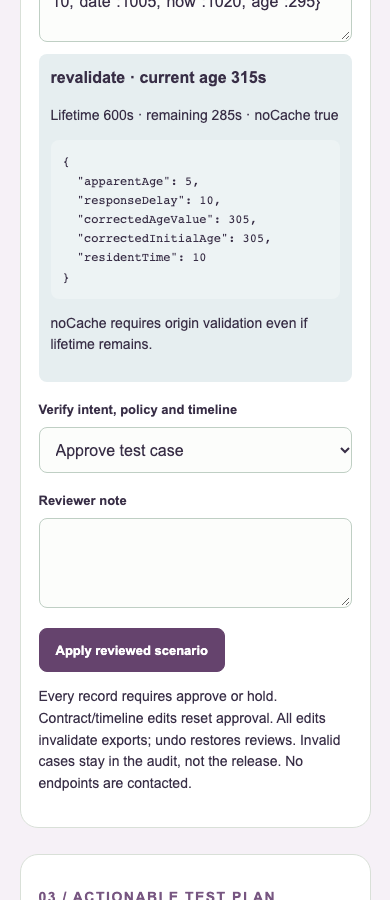 10, date :1005, now :1020, age :295}
revalidate · current age 315s
Lifetime 600s · remaining 285s · noCache true
{
  "apparentAge": 5,
  "responseDelay": 10,
  "correctedAgeValue": 305,
  "correctedInitialAge": 305,
  "residentTime": 10
}
noCache requires origin validation even if
lifetime remains.
Verify intent, policy and timeline
Approve test case
Reviewer note
Apply reviewed scenario
Every record requires approve or hold.
Contract/timeline edits reset approval. All edits
invalidate exports; undo restores reviews. Invalid
cases stay in the audit, not the release. No
endpoints are contacted.
03 / ACTIONABLE TEST PLAN